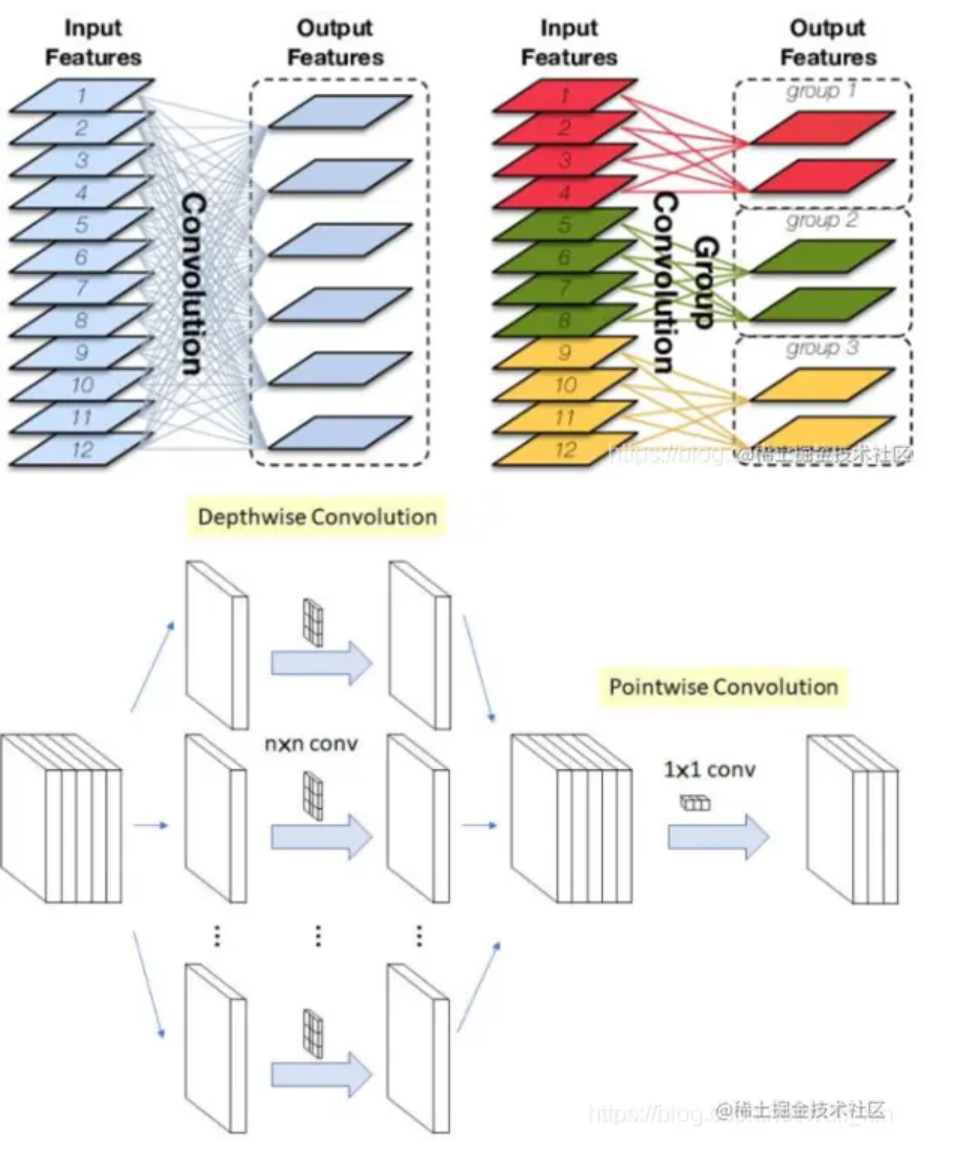 Input
Features
Output
Features
Input
Features
Output
Features
1
2
3
4
5
6
7
8
9
10
11
12
Convolution
1
2
3
4
5
6
7
8
9
10
11
12
Group
Convolution
group 1
group 2
group 3
https://blog.
@稀土掘金技术社区
Depthwise Convolution
nxn conv
Pointwise Convolution
1x1 conv
https://blog.
@稀土掘金技术社区